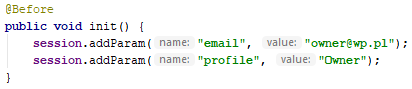 @Before
public void init() {
session.addParam( name: "email", value: "owner@wp.pl");
session.addParam( name: "profile", value: "Owner");
}